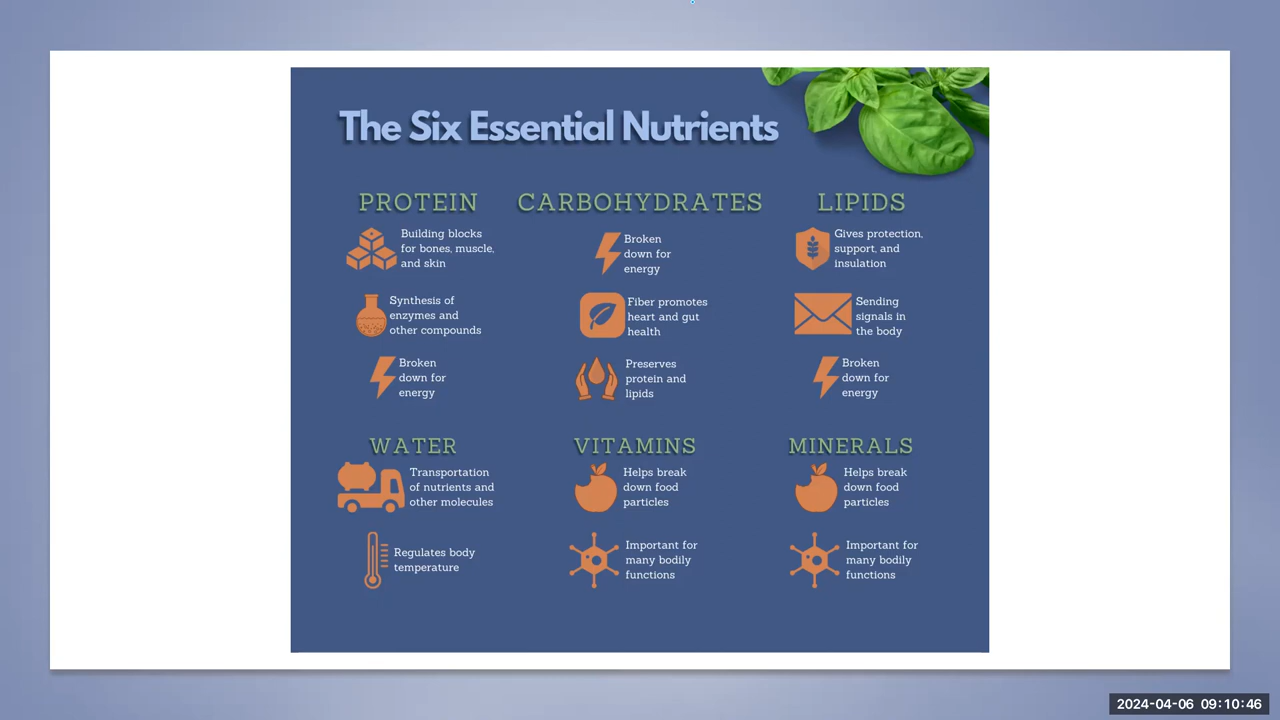 The Six Essential Nutrients
PROTEIN
Building blocks
for bones, muscle,
and skin
Synthesis of
enzymes and
other compounds
Broken
down for
energy
CARBOHYDRATES
Broken
down for
energy
Fiber promotes
heart and gut
health
Preserves
protein and
lipids
LIPIDS
Gives protection,
support, and
insulation
Sending
signals in
the body
Broken
down for
energy
WATER
Transportation
of nutrients and
other molecules
Regulates body
temperature
VITAMINS
Helps break
down food
particles
Important for
many bodily
functions
MINERALS
Helps break
down food
particles
Important for
many bodily
functions
2024-04-06 09:10:46